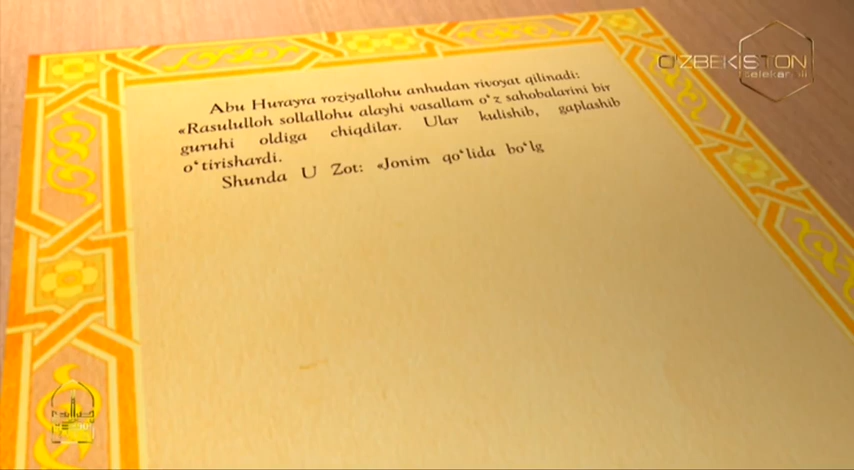 O'ZBEKISTON
telekanali
Abu Hurayra roziyallohu anhudan rivoyat qilinadi:
«Rasululloh sollallohu alayhi vasallam o‘z sahobalarini bir
guruhi oldiga chiqdilar. Ular kulishib, gaplashib
o‘tirishardi.
Shunda U Zot: «Jonim qo‘lida bo‘lg